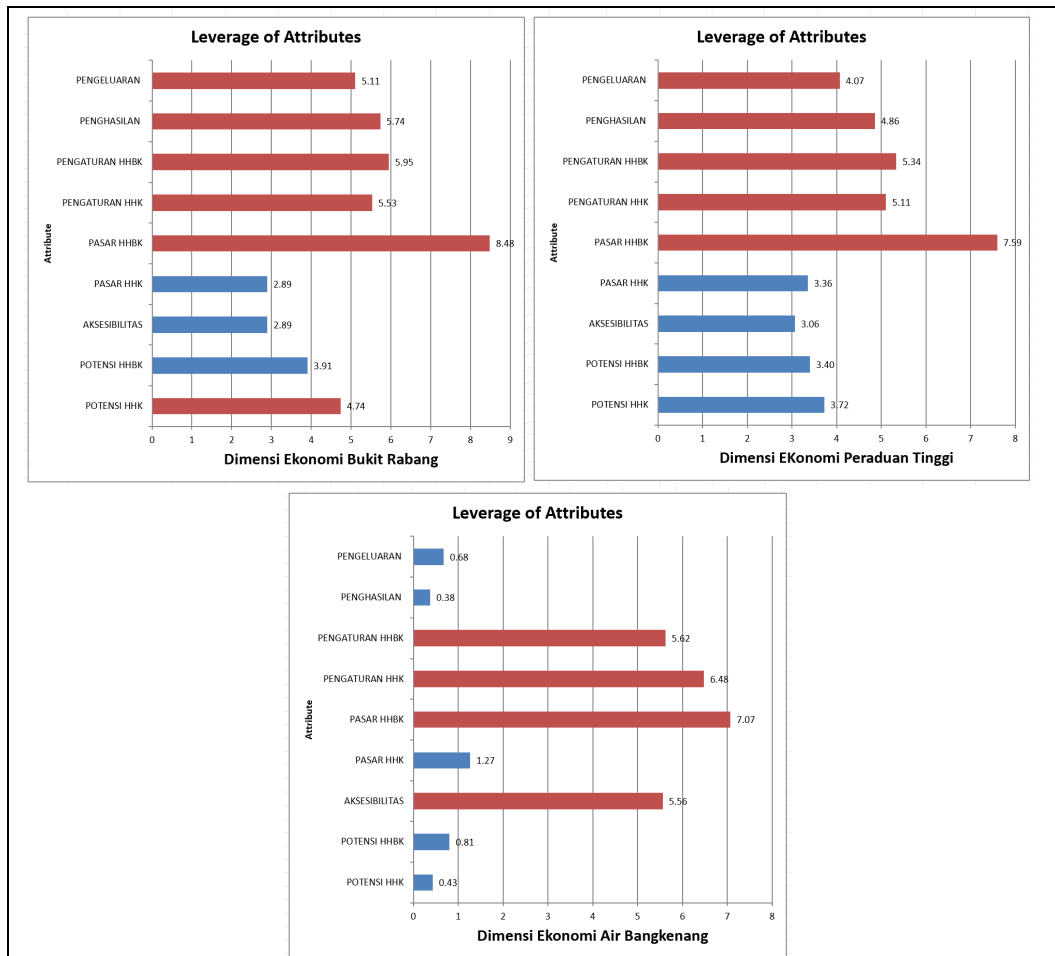 Leverage of Attributes
PENGELUARAN 5.11
PENGHASILAN 5.74
PENGATURAN HHBK 5.95
PENGATURAN HHK 5.53
PASAR HHBK 8.48
PASAR HHK 2.89
AKSESIBILITAS 2.89
POTENSI HHBK 3.91
POTENSI HHK 4.74
Attribute
0 1 2 3 4 5 6 7 8 9
Dimensi Ekonomi Bukit Rabang
Leverage of Attributes
PENGELUARAN 4.07
PENGHASILAN 4.86
PENGATURAN HHBK 5.34
PENGATURAN HHK 5.11
PASAR HHBK 7.59
PASAR HHK 3.36
AKSESIBILITAS 3.06
POTENSI HHBK 3.40
POTENSI HHK 3.72
Attribute
0 1 2 3 4 5 6 7 8
Dimensi EKonomi Peraduan Tinggi
Leverage of Attributes
PENGELUARAN 0.68
PENGHASILAN 0.38
PENGATURAN HHBK 5.62
PENGATURAN HHK 6.48
PASAR HHBK 7.07
PASAR HHK 1.27
AKSESIBILITAS 5.56
POTENSI HHBK 0.81
POTENSI HHK 0.43
Attribute
0 1 2 3 4 5 6 7 8
Dimensi Ekonomi Air Bangkenang